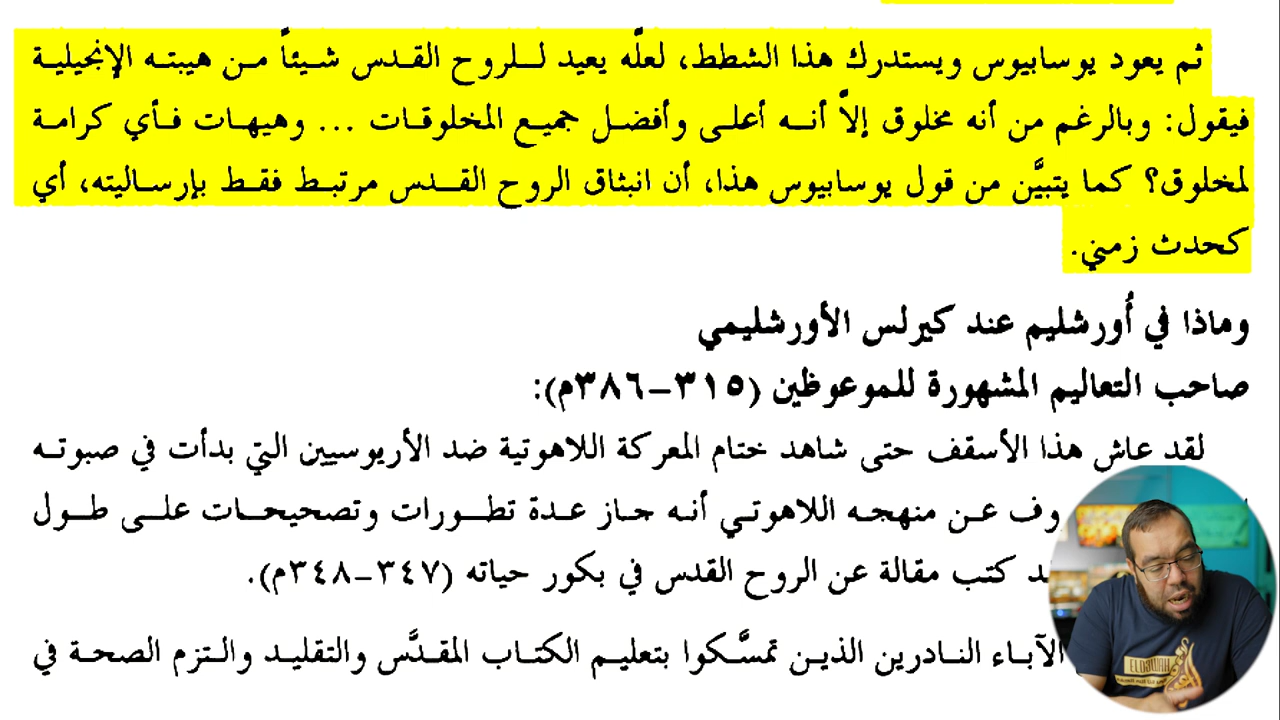 ثم يعود يوسابيوس ويستدرك هذا الشطط، لعلَّه يعيد للروح القدس شيئاً من هيبته الإنجيلية
فيقول: وبالرغم من أنه مخلوق إلاَّ أنه أعلى وأفضل جميع المخلوقات ... وهيهات فأي كرامة
لمخلوق؟ كما يتبيَّن من قول يوسابيوس هذا، أن انبثاق الروح القدس مرتبط فقط بإرساليته، أي
كحدث زمني.
وماذا في أُورشليم عند كيرلس الأورشليمي
صاحب التعاليم المشهورة للموعوظين (٣١٥-٣٨٦م):
لقد عاش هذا الأسقف حتى شاهد ختام المعركة اللاهوتية ضد الأريوسيين التي بدأت في صبوته
عن منهجه اللاهوتي أنه حاز عدة تطورات وتصحيحات على طول
كتب مقالة عن الروح القدس في بكور حياته (٣٤٧-٣٤٨م).
الآباء النادرين الذين تمسَّكوا بتعليم الكتاب المقدَّس والتقليد والتزم الصحة في